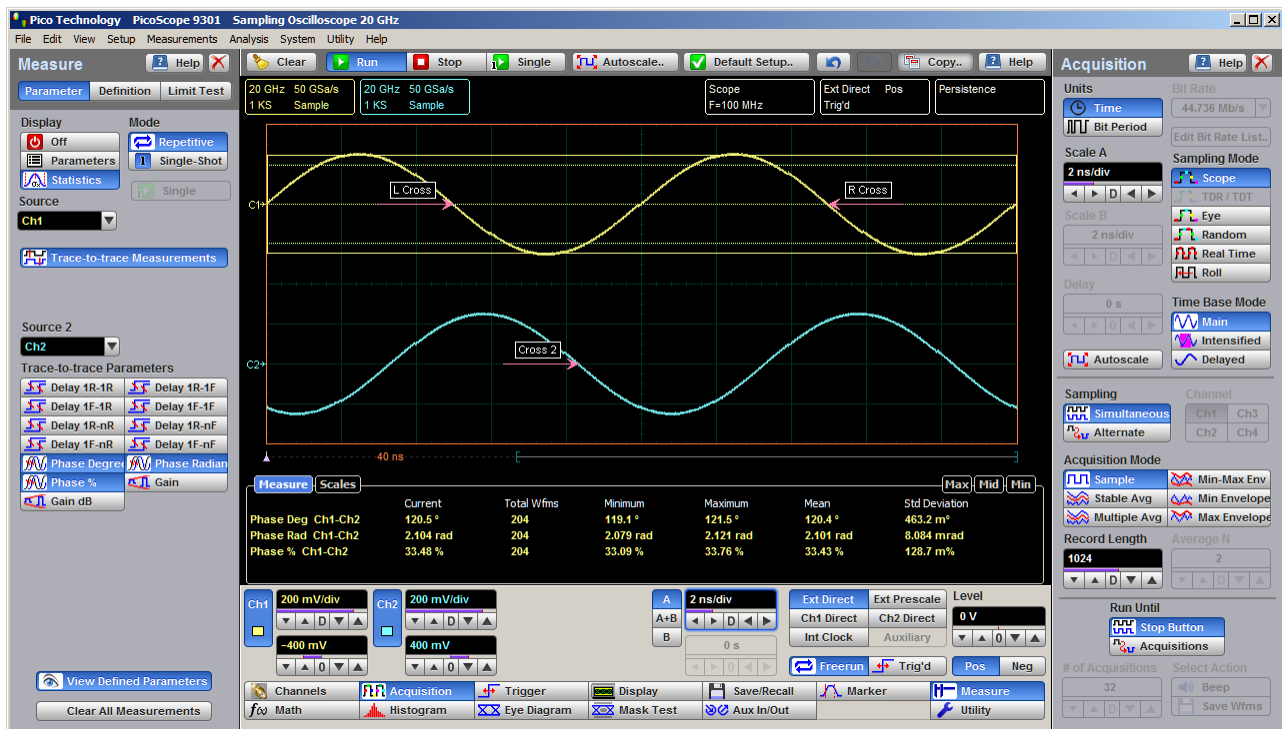 Pico Technology PicoScope 9301 Sampling Oscilloscope 20 GHz
File Edit View Setup Measurements Analysis System Utility Help
Measure
? Help
Parameter Definition Limit Test
Display
Off
Parameters
Statistics
Mode
Repetitive
1 Single-Shot
Single
Source
Ch1
Trace-to-trace Measurements
Source 2
Ch2
Trace-to-trace Parameters
Delay 1R-1R Delay 1R-1F
Delay 1F-1R Delay 1F-1F
Delay 1R-nR Delay 1R-nF
Delay 1F-nR Delay 1F-nF
Phase Degre Phase Radian
Phase % Gain
Gain dB
View Defined Parameters
Clear All Measurements
Clear Run Stop Single Autoscale.. Default Setup.. Copy.. ? Help
20 GHz 50 GSa/s
1 KS Sample
20 GHz 50 GSa/s
1 KS Sample
Scope
F=100 MHz
Ext Direct Pos
Trig'd
Persistence
L Cross
R Cross
C1
Cross 2
C2
40 ns
Measure Scales Max Mid Min
Current Total Wfms Minimum Maximum Mean Std Deviation
Phase Deg Ch1-Ch2 120.5 ° 204 119.1 ° 121.5 ° 120.4 ° 463.2 m°
Phase Rad Ch1-Ch2 2.104 rad 204 2.079 rad 2.121 rad 2.101 rad 8.084 mrad
Phase % Ch1-Ch2 33.48 % 204 33.09 % 33.76 % 33.43 % 128.7 m%
Ch1
200 mV/div
D
-400 mV
0
Ch2
200 mV/div
D
400 mV
0
A
A+B
B
2 ns/div
D
0 s
0
Ext Direct Ext Prescale
Ch1 Direct Ch2 Direct
Int Clock Auxiliary
Freerun Trig'd
Level
0 V
0
Pos Neg
Channels Acquisition Trigger Display Save/Recall Marker Measure
f(x) Math Histogram Eye Diagram Mask Test Aux In/Out Utility
Acquisition
? Help
Units
Time
Bit Period
Bit Rate
44.736 Mb/s
Edit Bit Rate List..
Scale A
2 ns/div
D
Scale B
2 ns/div
D
Delay
0 s
0
Autoscale
Sampling Mode
Scope
TDR / TDT
Eye
Random
Real Time
Roll
Time Base Mode
Main
Intensified
Delayed
Sampling
Simultaneous
Alternate
Channel
Ch1 Ch3
Ch2 Ch4
Acquisition Mode
Sample Min-Max Env
Stable Avg Min Envelope
Multiple Avg Max Envelope
Record Length
1024
D
Average N
2
D
Run Until
Stop Button
Acquisitions
# of Acquisitions
32
D
Select Action
Beep
Save Wfms